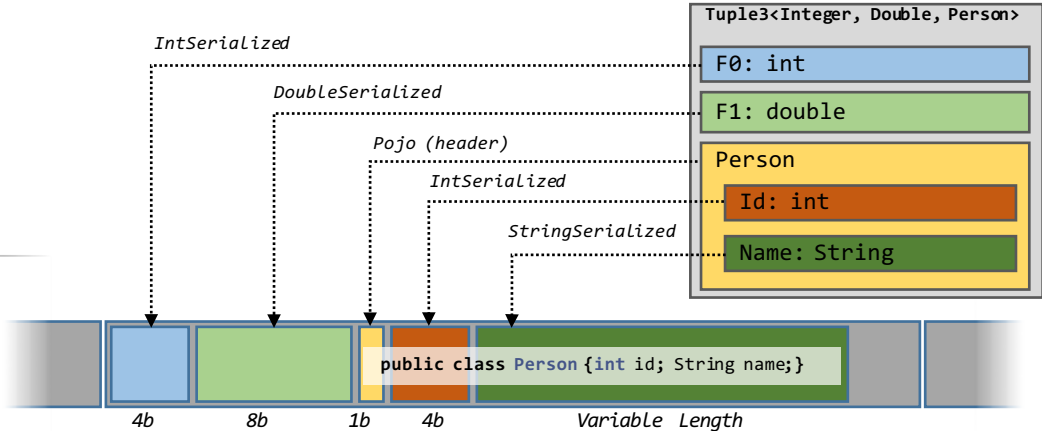 Tuple3<Integer, Double, Person>
IntSerialized
F0: int
DoubleSerialized
F1: double
Pojo (header)
Person
IntSerialized
Id: int
StringSerialized
Name: String
public class Person {int id; String name;}
4b 8b 1b 4b Variable Length